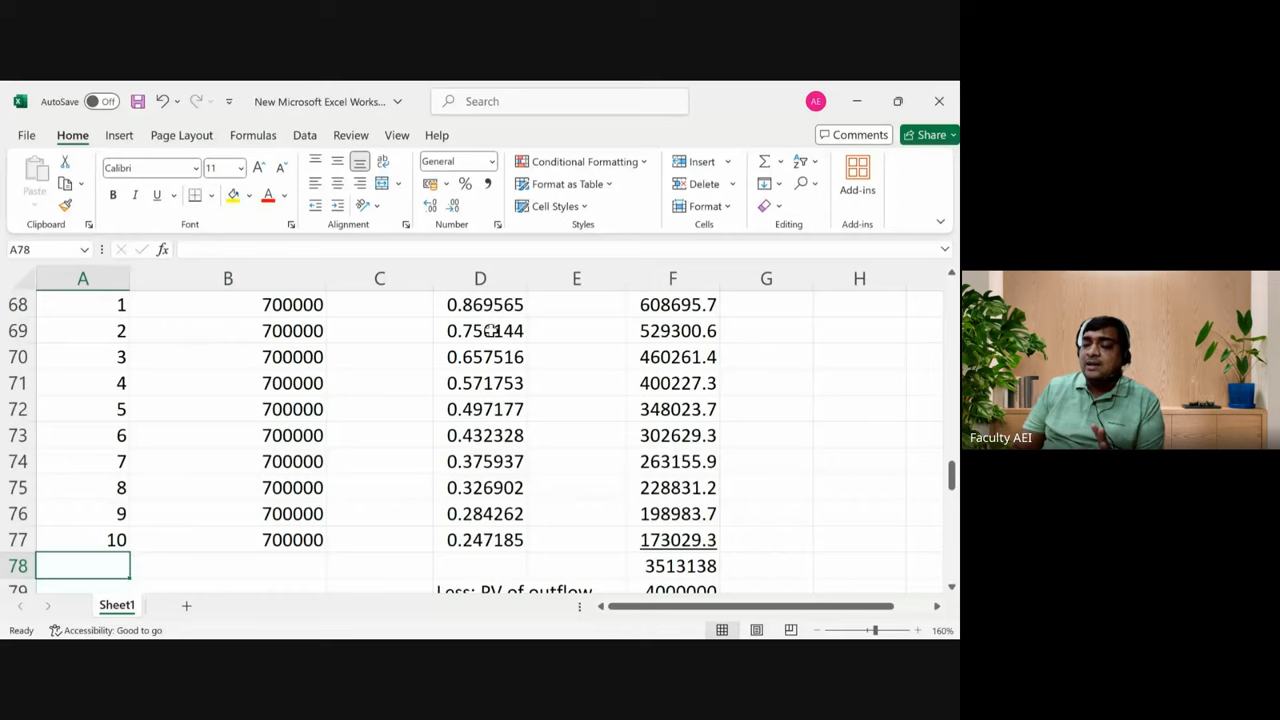 AutoSave Off New Microsoft Excel Works... Search AE
File Home Insert Page Layout Formulas Data Review View Help Comments Share
Calibri 11 General Conditional Formatting Insert
Paste B I U Format as Table Delete Add-ins
Cell Styles Format
Clipboard Font Alignment Number Styles Cells Editing Add-ins
A78 fx
A B C D E F G H
68 1 700000 0.869565 608695.7
69 2 700000 529300.6
70 3 700000 0.657516 460261.4
71 4 700000 0.571753 400227.3
72 5 700000 0.497177 348023.7
73 6 700000 0.432328 302629.3
74 7 700000 0.375937 263155.9
75 8 700000 0.326902 228831.2
76 9 700000 0.284262 198983.7
77 10 700000 0.247185 173029.3
78 3513138
79 Less: PV of outflow 4000000
Sheet1
Ready Accessibility: Good to go 160%
Faculty AEI